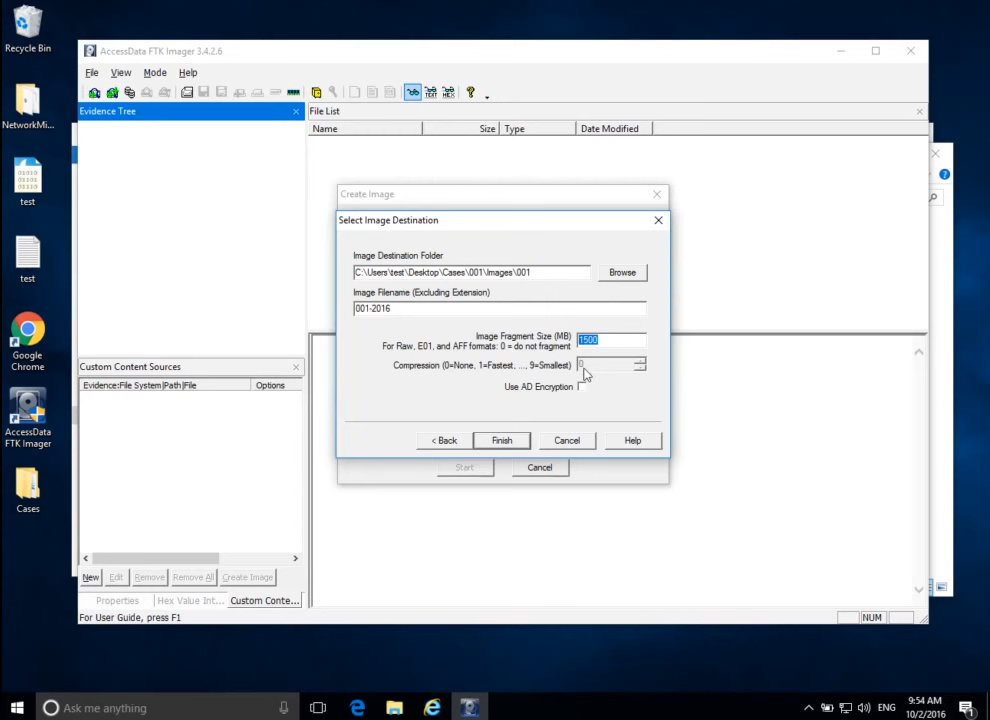 Recycle Bin
NetworkMi...
01011
01101
01110
test
test
Google
Chrome
AccessData
FTK Imager
Cases
AccessData FTK Imager 3.4.2.6
File View Mode Help
TEXT HEX
Evidence Tree
File List
Name Size Type Date Modified
Create Image
Select Image Destination
Image Destination Folder
C:\Users\test\Desktop\Cases\001\Images\001
Browse
Image Filename (Excluding Extension)
001-2016
Image Fragment Size (MB)
For Raw, E01, and AFF formats: 0 = do not fragment
1500
Compression (0=None, 1=Fastest, ..., 9=Smallest)
0
Use AD Encryption
< Back Finish Cancel Help
Start Cancel
Custom Content Sources
Evidence:File System|Path|File Options
New Edit Remove Remove All Create Image
Properties Hex Value Int... Custom Conte...
For User Guide, press F1
NUM
Ask me anything
ENG
9:54 AM
10/2/2016
1